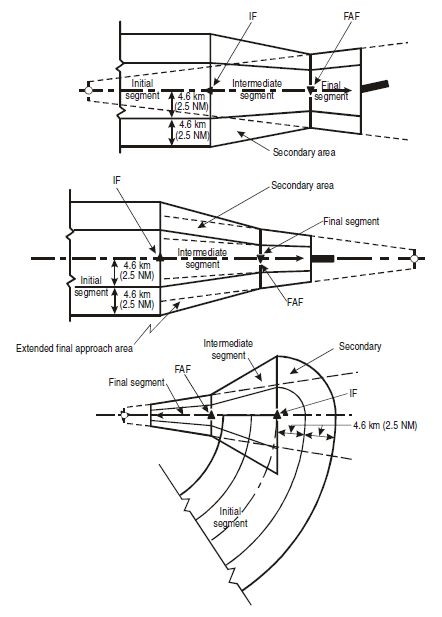 IF
FAF
Initial
segment
4.6 km
(2.5 NM)
Intermediate
segment
Final
segment
4.6 km
(2.5 NM)
Secondary area
IF
Secondary area
Final segment
Intermediate
segment
4.6 km
(2.5 NM)
Initial
segment
4.6 km
(2.5 NM)
FAF
Extended final approach area
Intermediate
segment
Secondary
FAF
Final segment
IF
4.6 km (2.5 NM)
Initial
segment